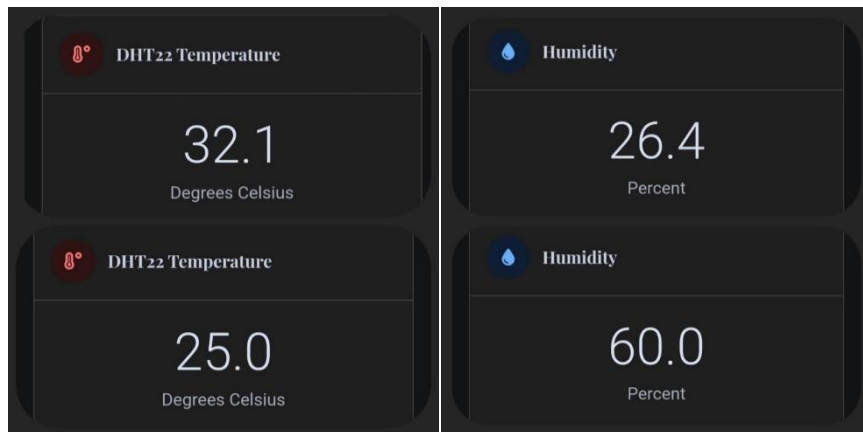 DHT22 Temperature
32.1
Degrees Celsius
Humidity
26.4
Percent
DHT22 Temperature
25.0
Degrees Celsius
Humidity
60.0
Percent